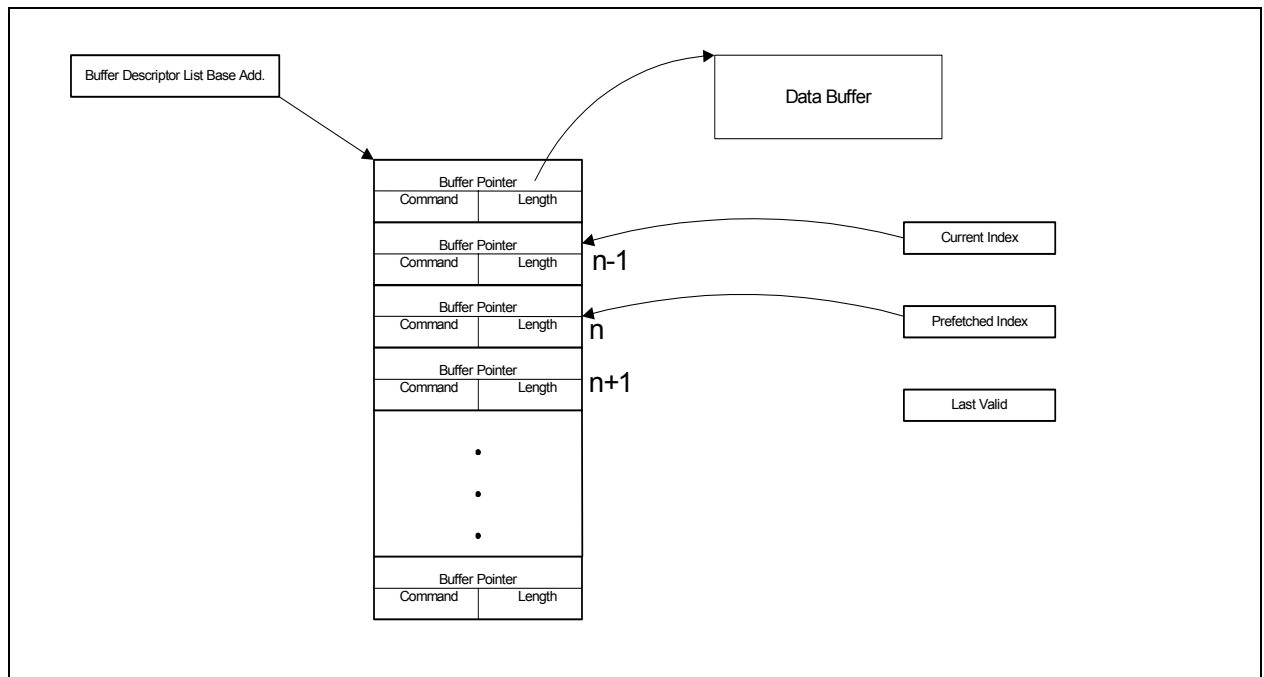 Buffer Descriptor List Base Add.
Data Buffer
Buffer Pointer
Command Length
Buffer Pointer
Command Length
n-1
Current Index
Buffer Pointer
Command Length
n
Prefetched Index
Buffer Pointer
Command Length
n+1
Last Valid
Buffer Pointer
Command Length